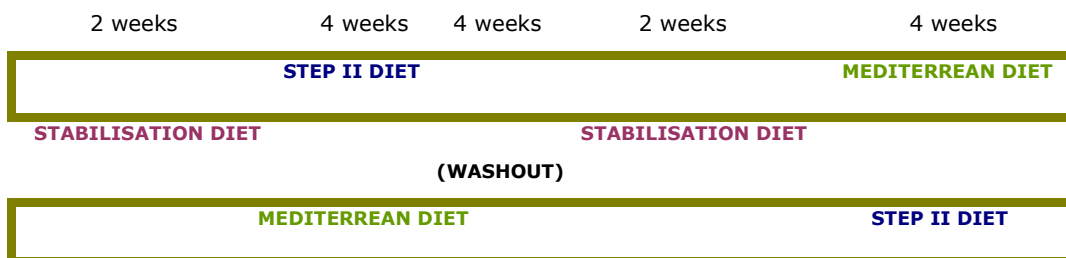 2 weeks 4 weeks 4 weeks 2 weeks 4 weeks
STEP II DIET MEDITERREAN DIET
STABILISATION DIET STABILISATION DIET
(WASHOUT)
MEDITERREAN DIET STEP II DIET